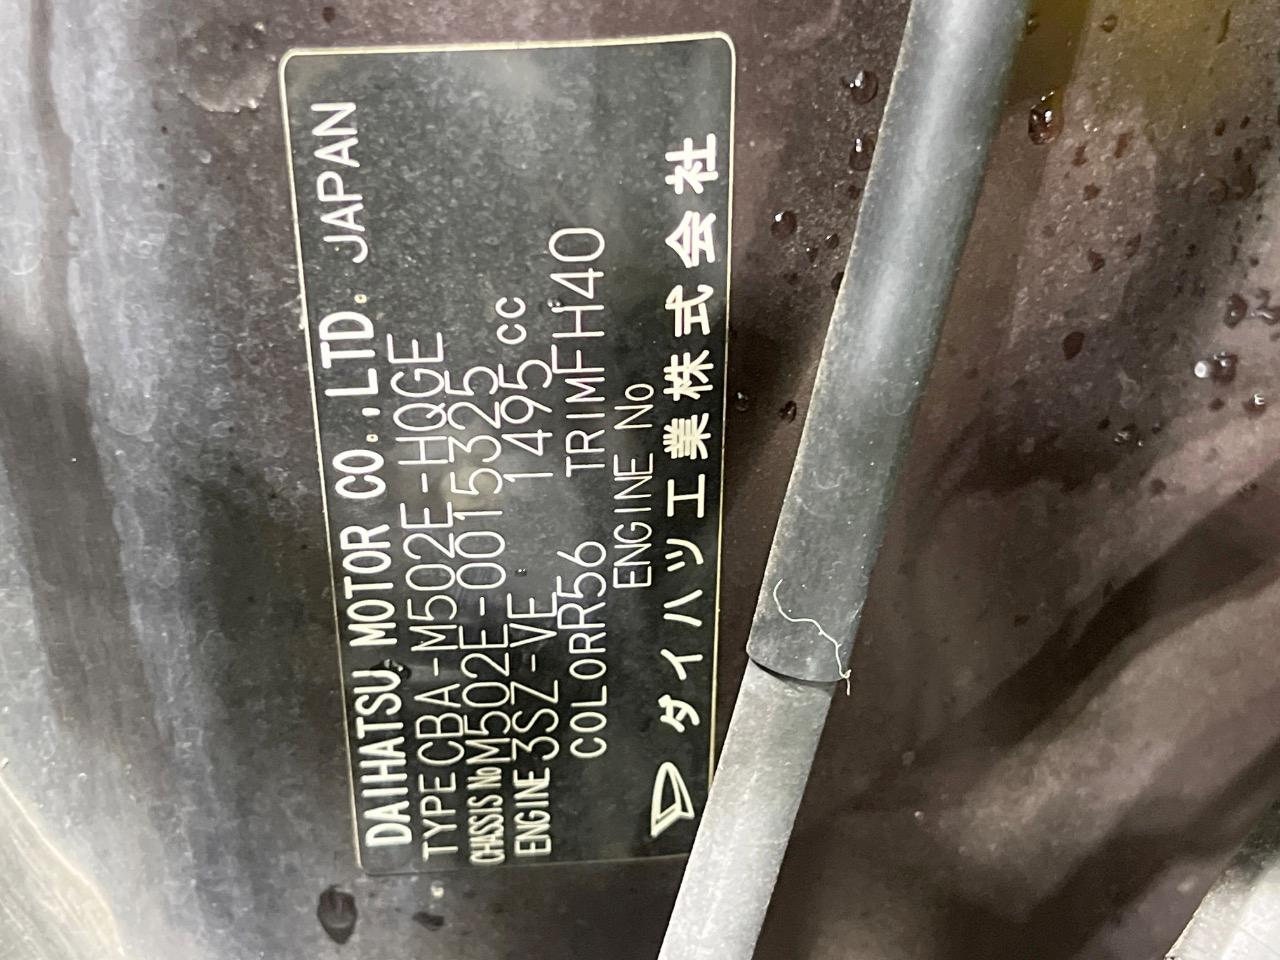 DAIHATSU MOTOR CO.,LTD. JAPAN
TYPE CBA-M502E-HQGE
CHASSIS No M502E-0015325
ENGINE 3SZ-VE 1495 cc
COLOR R56 TRIM FH40
ENGINE No
ダイハツ工業株式会社